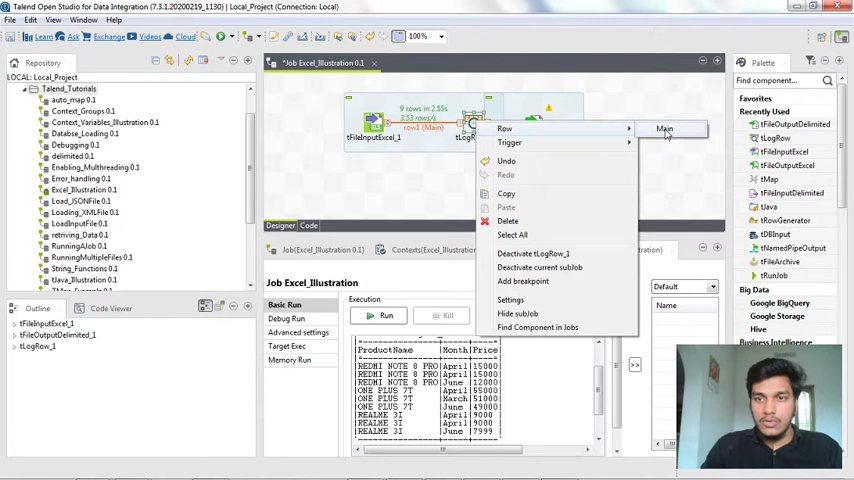 Talend Open Studio for Data Integration (7.3.1.20200219_1130) | Local_Project (Connection: Local)
File Edit View Window Help
Learn Ask Exchange Videos Cloud
100%
Repository
LOCAL: Local_Project
Talend_Tutorials
auto_map 0.1
Context_Groups 0.1
Context_Variables_Illustration 0.1
Databse_Loading 0.1
Debugging 0.1
delimited 0.1
Enabling_Multithreading 0.1
Error_handling 0.1
Excel_Illustration 0.1
Load_JSONFile 0.1
Loading_XMLFile 0.1
LoadInputExcel 0.1
retriving_Data 0.1
RunningAJob 0.1
RunningMultipleFiles 0.1
String_Functions 0.1
tJava_Illustration 0.1
Outline
Code Viewer
tFileInputExcel_1
tFileOutputDelimited_1
tLogRow_1
*Job Excel_Illustration 0.1
9 rows in 2.55s
3.53 rows/s
row1 (Main)
tFileInputExcel_1
Row
Trigger
Undo
Redo
Copy
Paste
Delete
Select All
Deactivate tLogRow_1
Deactivate current subJob
Add breakpoint
Settings
Hide subJob
Find Component in Jobs
Main
Designer Code
Job(Excel_Illustration 0.1)
Job Excel_Illustration
Basic Run
Debug Run
Advanced settings
Target Exec
Memory Run
Execution
Run
Kill
ProductName |Month|Price|
REDMI NOTE 8 PRO|April|15000
REDMI NOTE 8 PRO|April|15000
REDMI NOTE 8 PRO|June |12000
ONE PLUS 7T |April|55000
ONE PLUS 7T |March|51000
ONE PLUS 7T |June |49000
REALME 3I |April|9000
REALME 3I |April|9000
REALME 3I |June |7999
Default
Name
Palette
Find component...
Favorites
Recently Used
tFileOutputDelimited
tLogRow
tFileInputExcel
tFileOutputExcel
tMap
tFileInputDelimited
tJava
tRowGenerator
tDBInput
tNamedPipeOutput
tFileArchive
tRunJob
Big Data
Google BigQuery
Google Storage
Hive